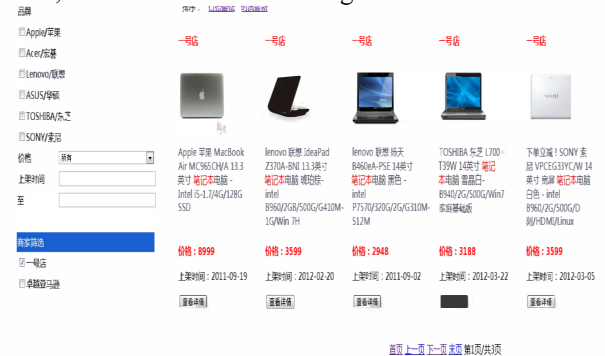 品牌
Apple/苹果
Acer/宏碁
Lenovo/联想
ASUS/华硕
TOSHIBA/东芝
SONY/索尼
价格 所有
上架时间
至
商家筛选
一号店
卓越亚马逊
一号店
Apple 苹果 MacBook
Air MC965CH/A 13.3
英寸 笔记本电脑 -
Intel i5-1.7/4G/128G
SSD
价格:8999
上架时间:2011-09-19
查看详情
一号店
lenovo 联想 IdeaPad
Z370A-BNI 13.3英寸
笔记本电脑 琥珀棕-
intel
B960/2GB/500G/G410M-
1G/Win 7H
价格:3599
上架时间:2012-02-20
查看详情
一号店
lenovo 联想 扬天
B460eA-PSE 14英寸
笔记本电脑 黑色 -
intel
P7570/320G/2G/G310M-
512M
价格:2948
上架时间:2011-09-02
查看详情
一号店
TOSHIBA 东芝 L700-
T39W 14英寸 笔记
本电脑 雪晶白-
B940/2G/500G/Win7
家庭基础版
价格:3188
上架时间:2012-03-22
一号店
下单立减!SONY 索
尼 VPCEG33YC/W 14
英寸 宽屏 笔记本电脑
白色 - intel
B960/2G/500G/D
刻/HDMI/Linux
价格:3599
上架时间:2012-03-05
查看详情
首页 上一页 下一页 末页 第1页/共3页